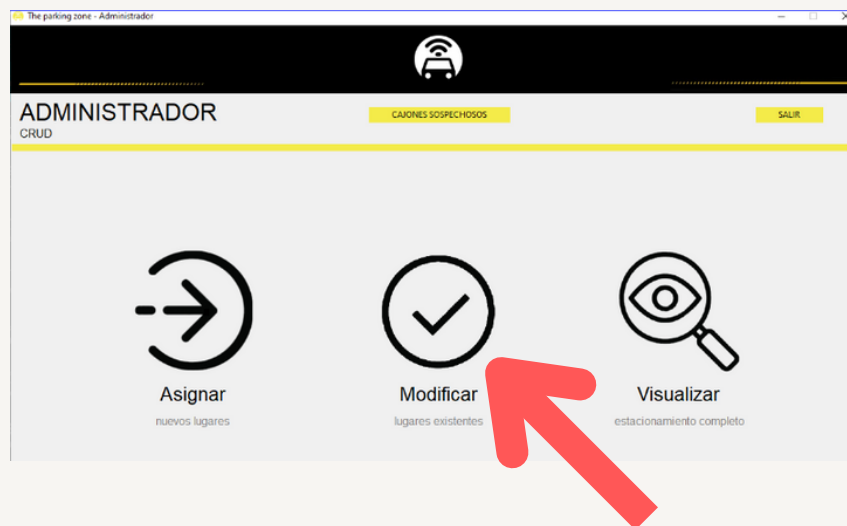 The parking zone - Administrador
ADMINISTRADOR
CRUD
CAJONES SOSPECHOSOS
SALIR
Asignar
nuevos lugares
Modificar
lugares existentes
Visualizar
estacionamiento completo